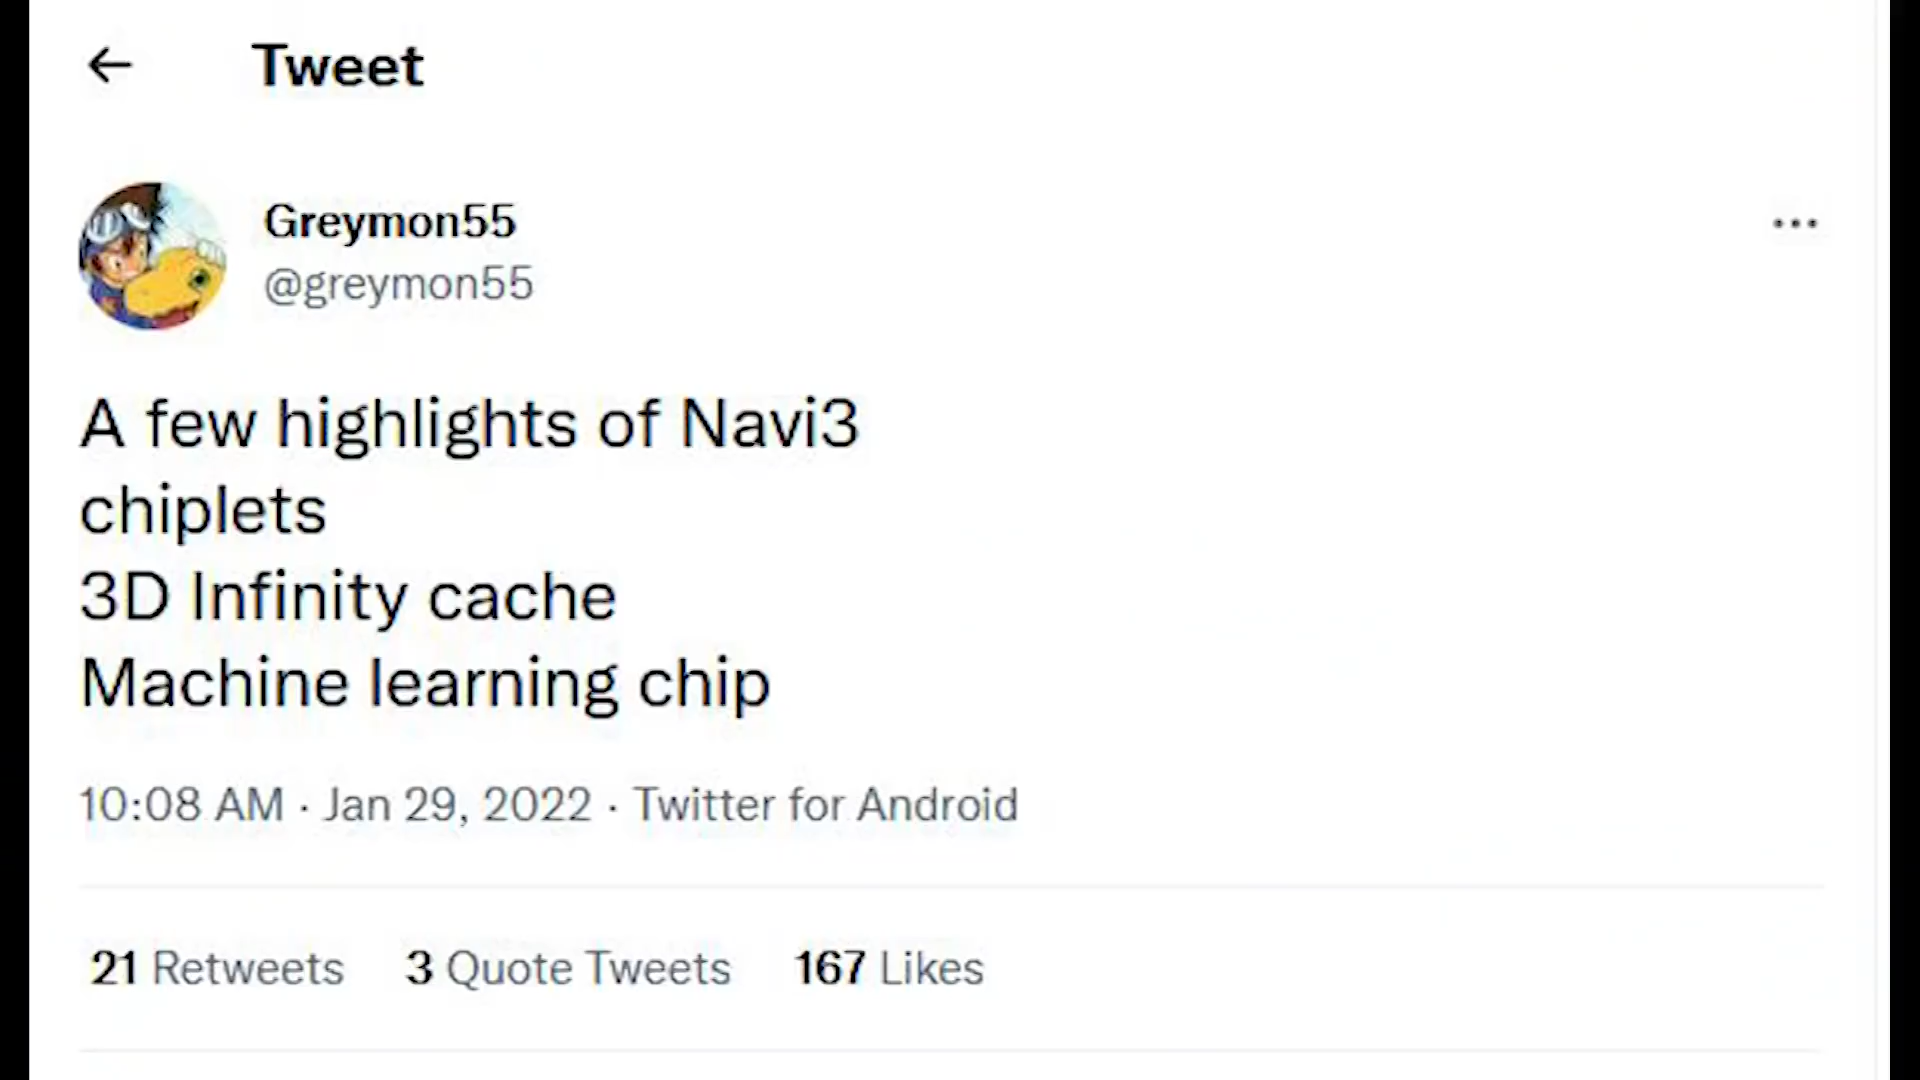 Tweet
Greymon55
@greymon55
A few highlights of Navi3
chiplets
3D Infinity cache
Machine learning chip
10:08 AM · Jan 29, 2022 · Twitter for Android
21 Retweets 3 Quote Tweets 167 Likes